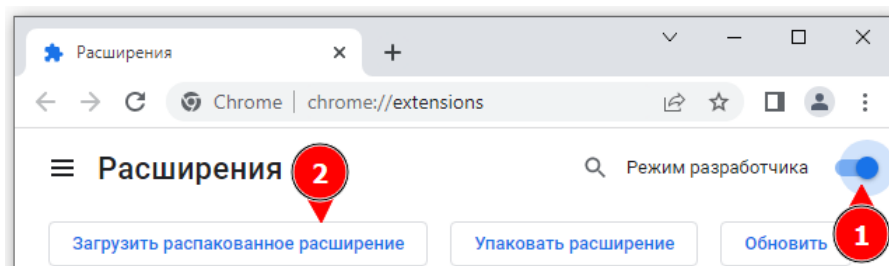 Расширения
Chrome | chrome://extensions
Расширения
2
Режим разработчика
1
Загрузить распакованное расширение
Упаковать расширение
Обновить